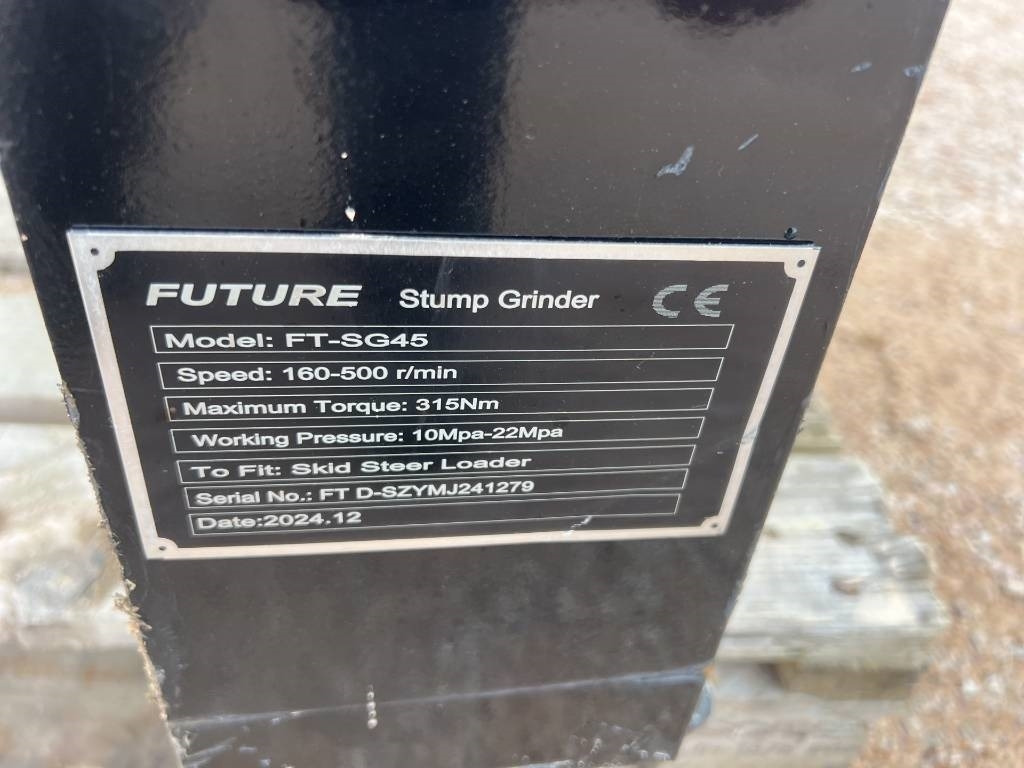 FUTURE Stump Grinder CE
Model: FT-SG45
Speed: 160-500 r/min
Maximum Torque: 315Nm
Working Pressure: 10Mpa-22Mpa
To Fit: Skid Steer Loader
Serial No.: FT D-SZYMJ241279
Date:2024.12